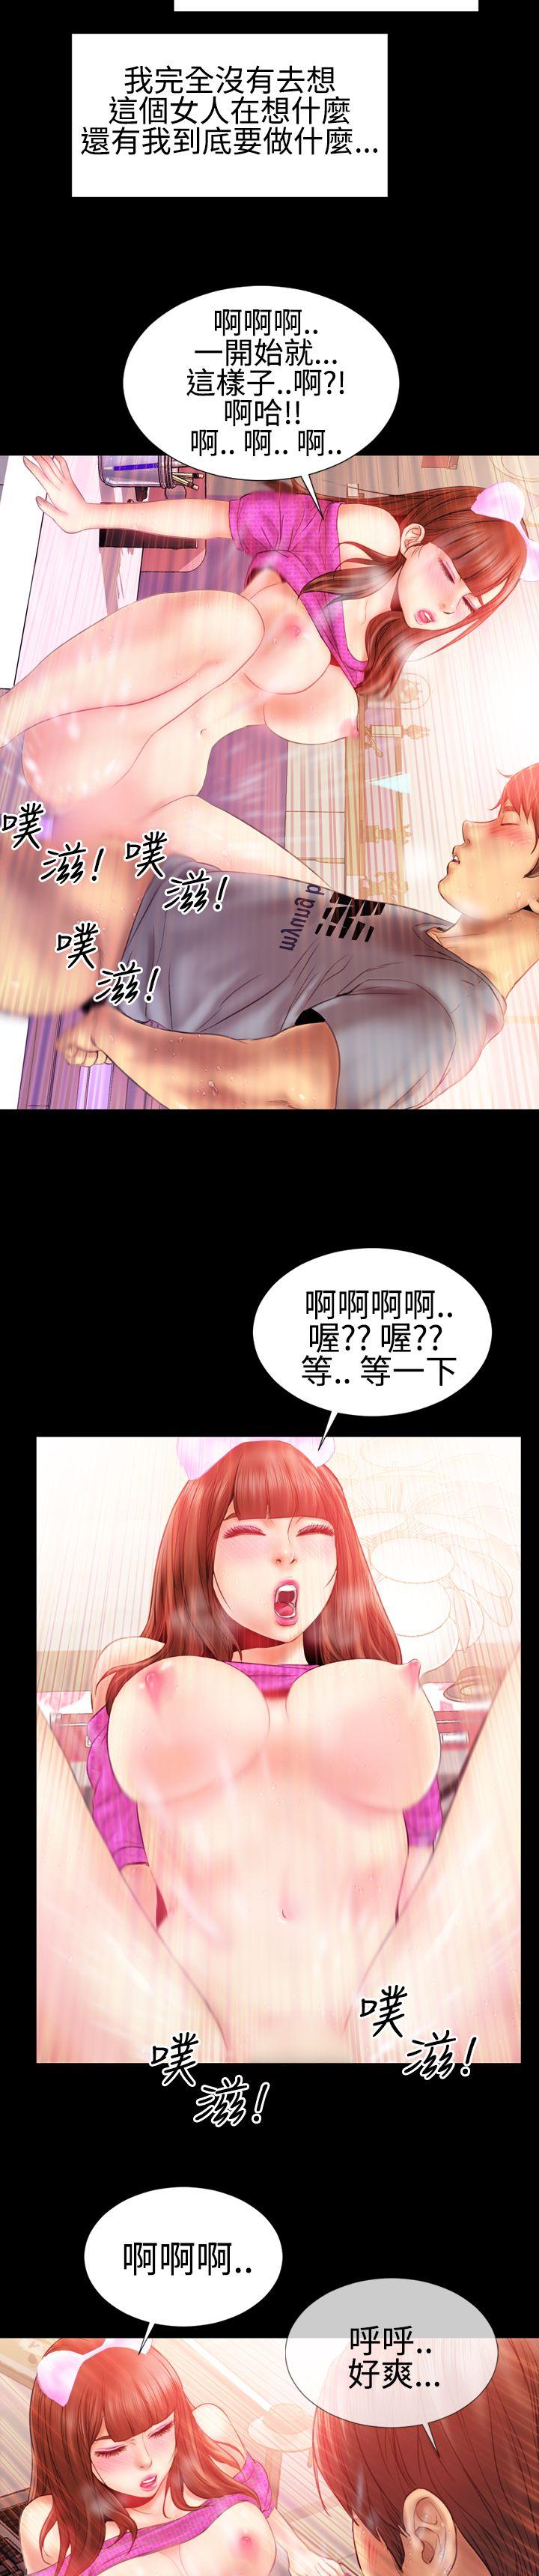 我完全沒有去想
這個女人在想什麼
還有我到底要做什麼...
啊啊啊..
一開始就...
這樣子..啊?!
啊哈!!
啊.. 啊.. 啊..
噗
滋!
噗
滋!
噗
滋!
啊啊啊啊..
喔?? 喔??
等.. 等一下
噗
滋!
噗
滋!
啊啊啊..
呼呼..
好爽...